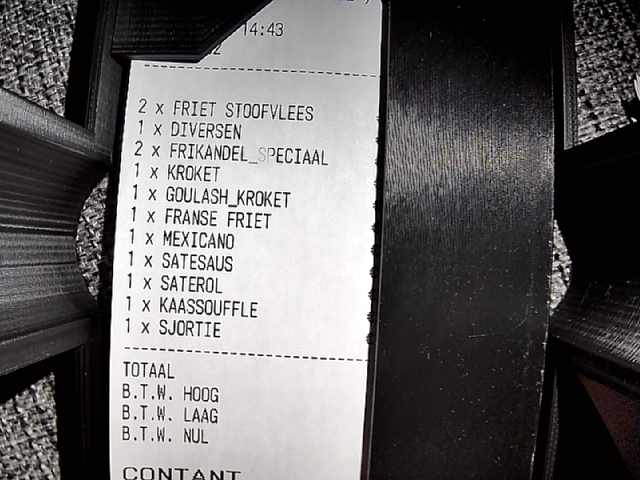 14:43
2
2 x FRIET STOOFVLEES
1 x DIVERSEN
2 x FRIKANDEL_SPECIAAL
1 x KROKET
1 x GOULASH_KROKET
1 x FRANSE FRIET
1 x MEXICANO
1 x SATESAUS
1 x SATEROL
1 x KAASSOUFFLE
1 x SJORTIE
TOTAAL
B.T.W. HOOG
B.T.W. LAAG
B.T.W. NUL
CONTANT